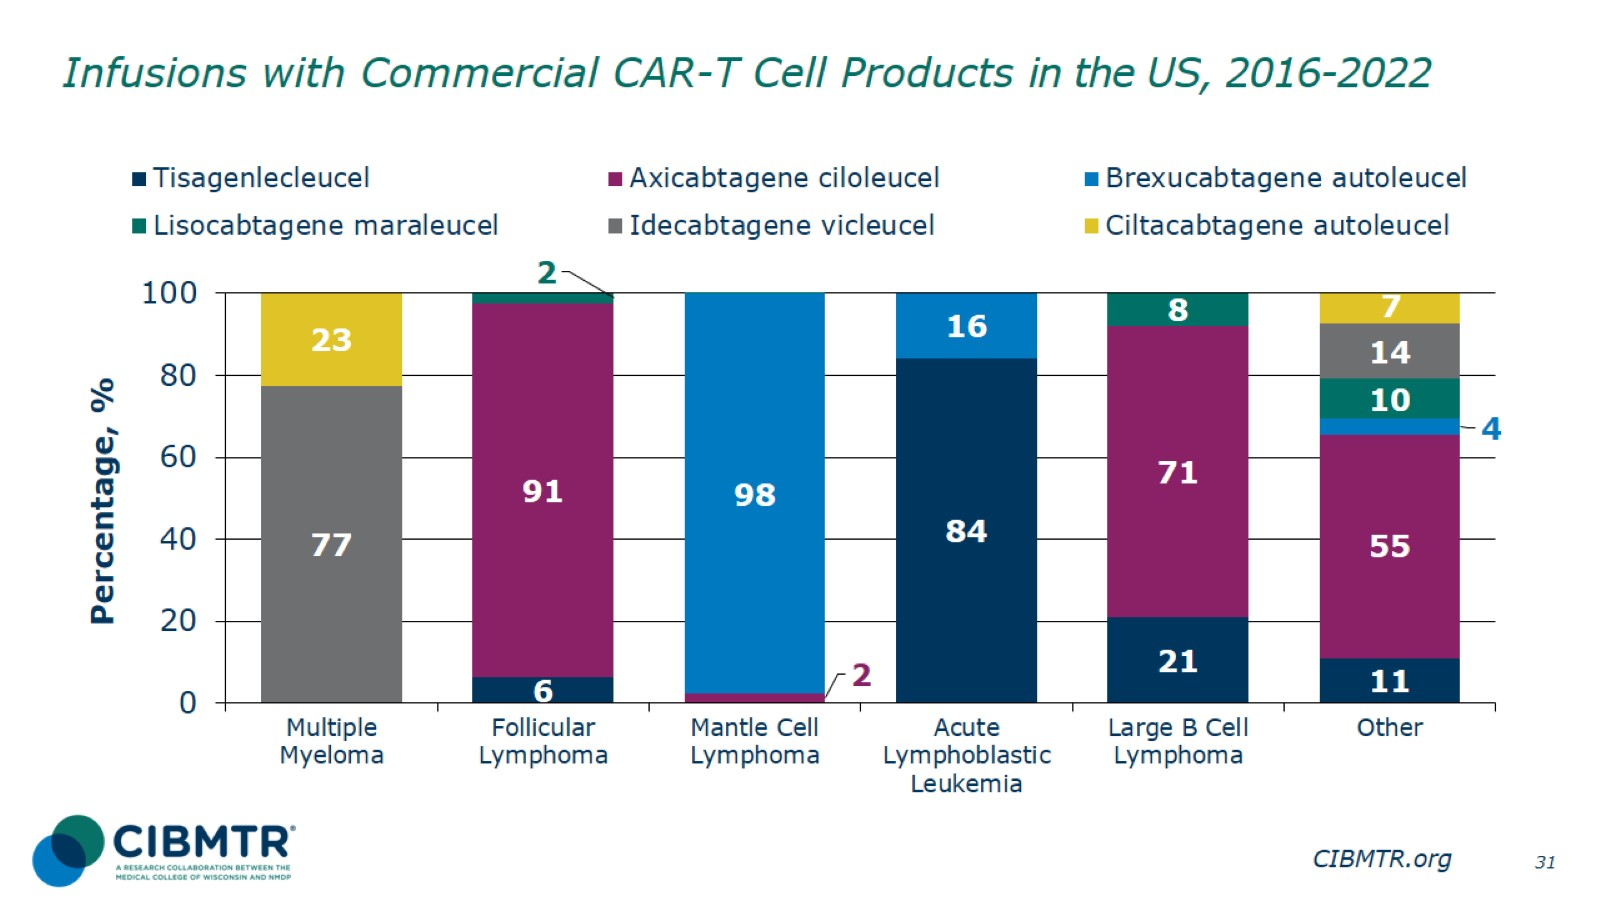 Infusions with Commercial CAR-T Cell Products in the US, 2016-2022
Tisagenlecleucel
Axicabtagene ciloleucel
Brexucabtagene autoleucel
Lisocabtagene maraleucel
Idecabtagene vicleucel
Ciltacabtagene autoleucel
Percentage, %
100
80
60
40
20
0
23
77
2
91
6
98
2
16
84
8
71
21
7
14
10
4
55
11
Multiple
Myeloma
Follicular
Lymphoma
Mantle Cell
Lymphoma
Acute
Lymphoblastic
Leukemia
Large B Cell
Lymphoma
Other
CIBMTR®
A RESEARCH COLLABORATION BETWEEN THE
MEDICAL COLLEGE OF WISCONSIN AND NMDP
CIBMTR.org
31